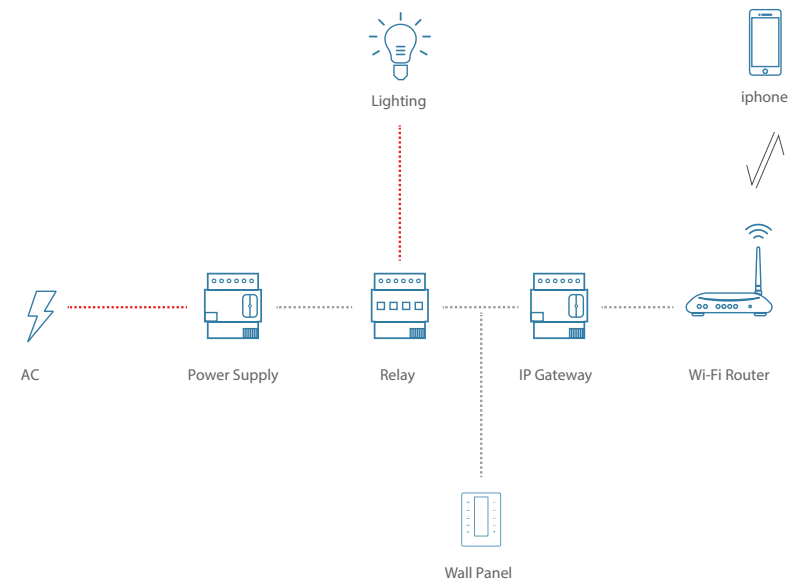 Lighting
iphone
AC
Power Supply
Relay
IP Gateway
Wi-Fi Router
Wall Panel